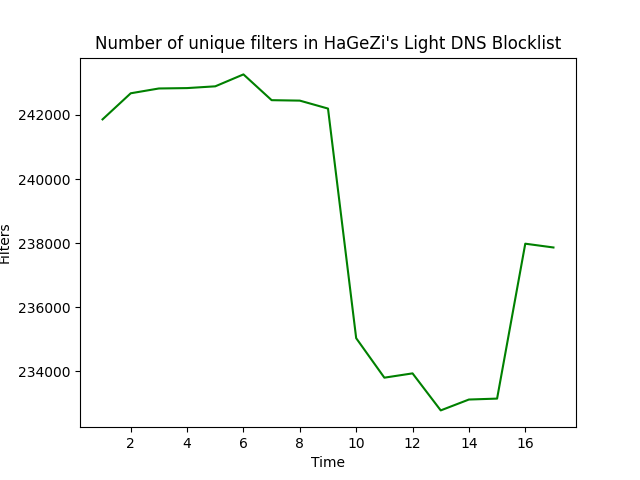 Number of unique filters in HaGeZi's Light DNS Blocklist
242000
240000
238000
236000
234000
Filters
2 4 6 8 10 12 14 16
Time